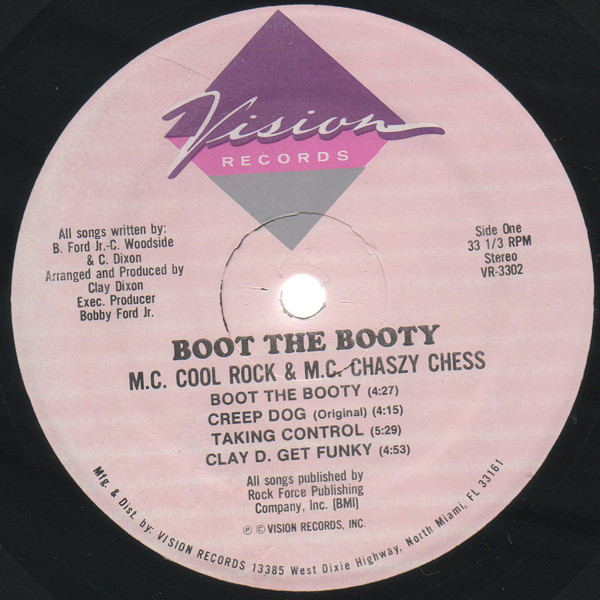 Vision
RECORDS
All songs written by:
B. Ford Jr.-C. Woodside
& C. Dixon
Arranged and Produced by
Clay Dixon
Exec. Producer
Bobby Ford Jr.
Side One
33 1/3 RPM
Stereo
VR-3302
BOOT THE BOOTY
M.C. COOL ROCK & M.C. CHASZY CHESS
BOOT THE BOOTY (4:27)
CREEP DOG (Original) (4:15)
TAKING CONTROL (5:29)
CLAY D. GET FUNKY (4:53)
All songs published by
Rock Force Publishing
Company, Inc. (BMI)
℗ © VISION RECORDS, INC.
Mfg. & Dist. by: VISION RECORDS 13385 West Dixie Highway, North Miami, FL 33161